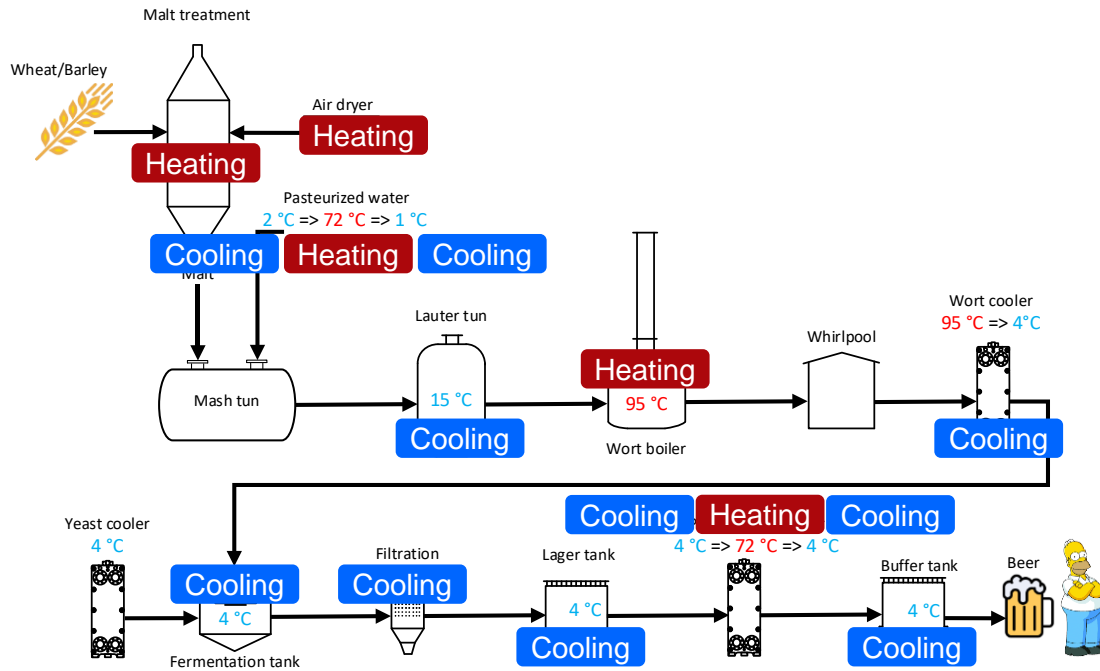 Malt treatment
Wheat/Barley
Air dryer
Heating
Heating
Pasteurized water
2 °C => 72 °C => 1 °C
Cooling Heating Cooling
Malt
Lauter tun
Wort cooler
95 °C => 4°C
Whirlpool
Heating
Mash tun
15 °C
95 °C
Cooling
Wort boiler
Cooling
Cooling Heating Cooling
Yeast cooler
4 °C
Filtration
Lager tank
4 °C => 72 °C => 4 °C
Buffer tank
Beer
Cooling
Cooling
4 °C
4 °C
4 °C
Cooling
Cooling
Fermentation tank